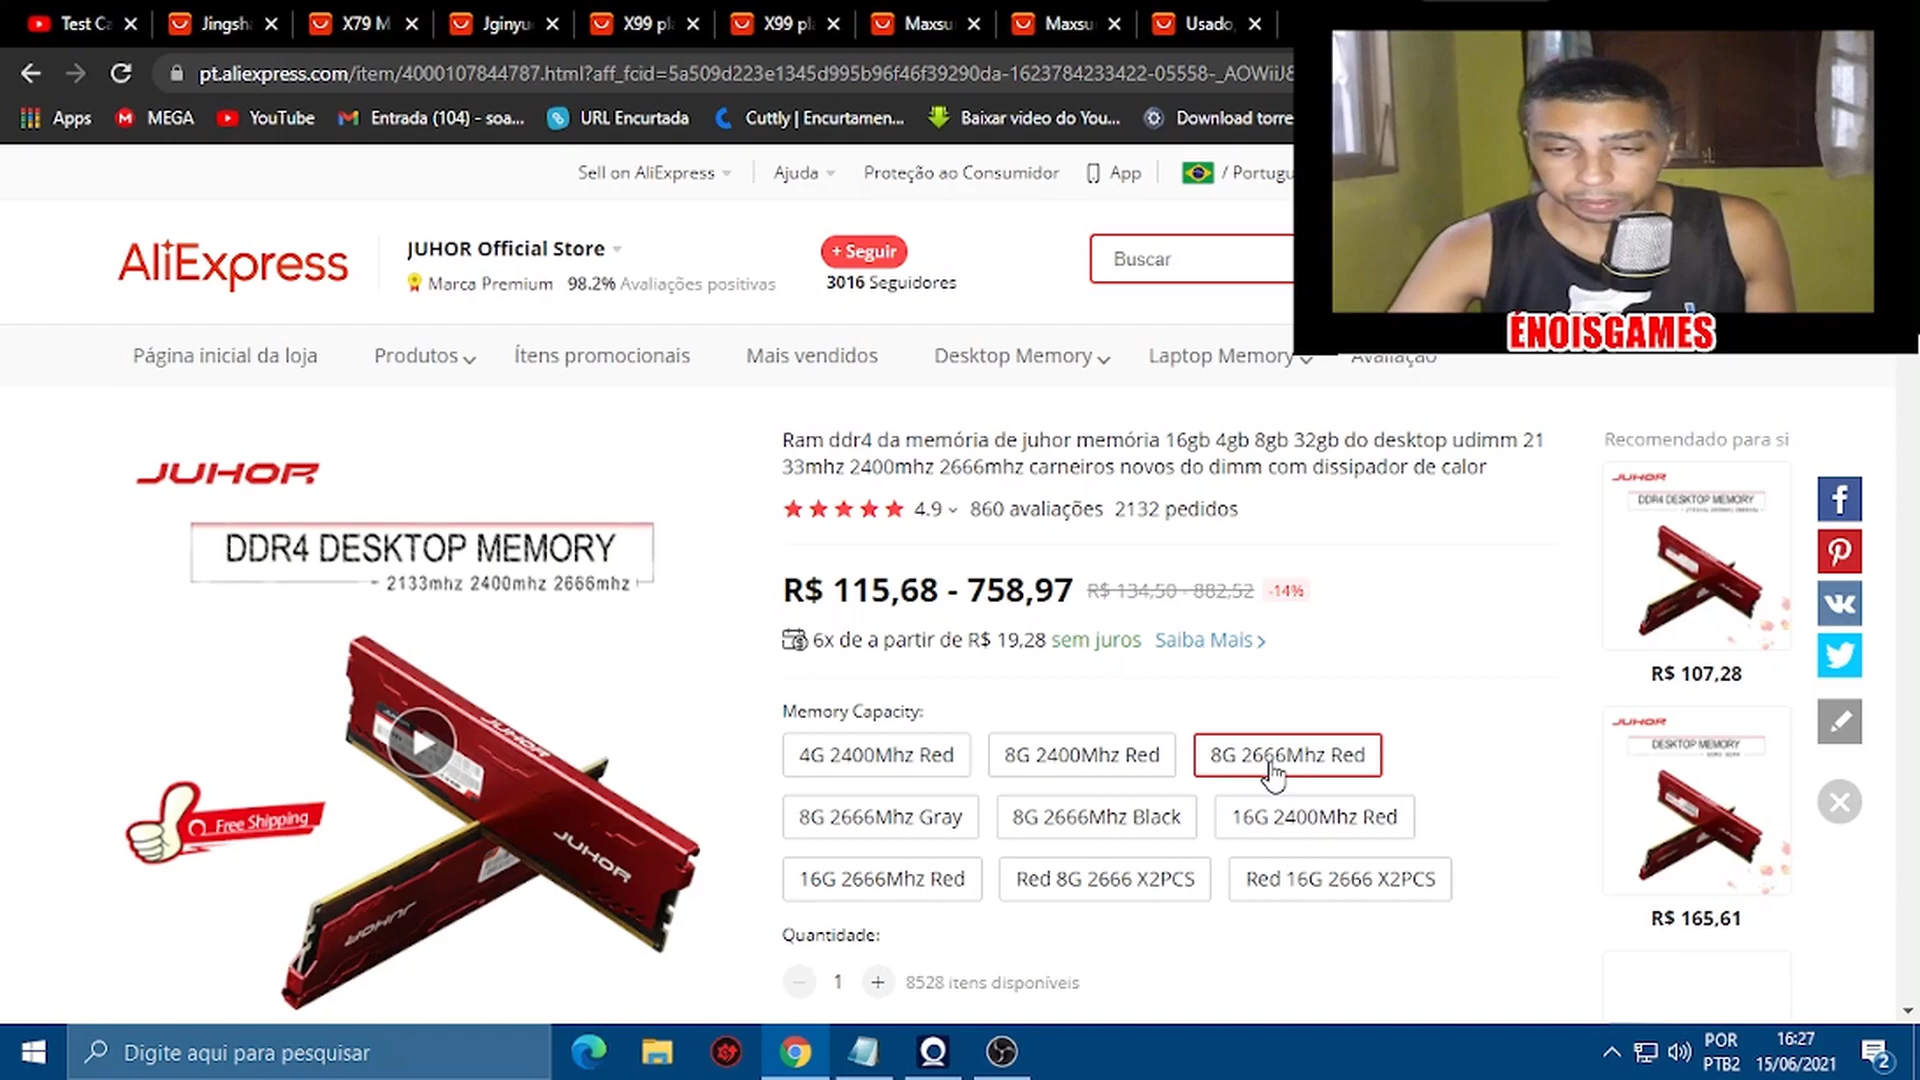 Test Ca
Jingsh
X79 M
Jginyu
X99 pl
X99 pl
Maxsu
Maxsu
Usado,
pt.aliexpress.com/item/4000107844787.html?aff_fcid=5a509d223e1345d995b96f46f39290da-1623784233422-05558-_AOWiiJ8
Apps
MEGA
YouTube
Entrada (104) - soa...
URL Encurtada
Cuttly | Encurtamen...
Baixar video do You...
Download torre
Sell on AliExpress
Ajuda
Proteção ao Consumidor
App
/ Portugu
AliExpress
JUHOR Official Store
Marca Premium 98.2% Avaliações positivas
+ Seguir
3016 Seguidores
Buscar
ÉNOISGAMES
Página inicial da loja
Produtos
Ítens promocionais
Mais vendidos
Desktop Memory
Laptop Memory
Avaliação
JUHOR
DDR4 DESKTOP MEMORY
2133mhz 2400mhz 2666mhz
Free Shipping
JUHOR
JUHOR
JUHOR
Ram ddr4 da memória de juhor memória 16gb 4gb 8gb 32gb do desktop udimm 21
33mhz 2400mhz 2666mhz carneiros novos do dimm com dissipador de calor
4.9 860 avaliações 2132 pedidos
R$ 115,68 - 758,97 R$ 134,50 - 882,52 -14%
6x de a partir de R$ 19,28 sem juros Saiba Mais
Memory Capacity:
4G 2400Mhz Red 8G 2400Mhz Red 8G 2666Mhz Red
8G 2666Mhz Gray 8G 2666Mhz Black 16G 2400Mhz Red
16G 2666Mhz Red Red 8G 2666 X2PCS Red 16G 2666 X2PCS
Quantidade:
1 8528 itens disponíveis
Recomendado para si
JUHOR
DDR4 DESKTOP MEMORY
R$ 107,28
JUHOR
DESKTOP MEMORY
R$ 165,61
Digite aqui para pesquisar
POR
PTB2
16:27
15/06/2021
2